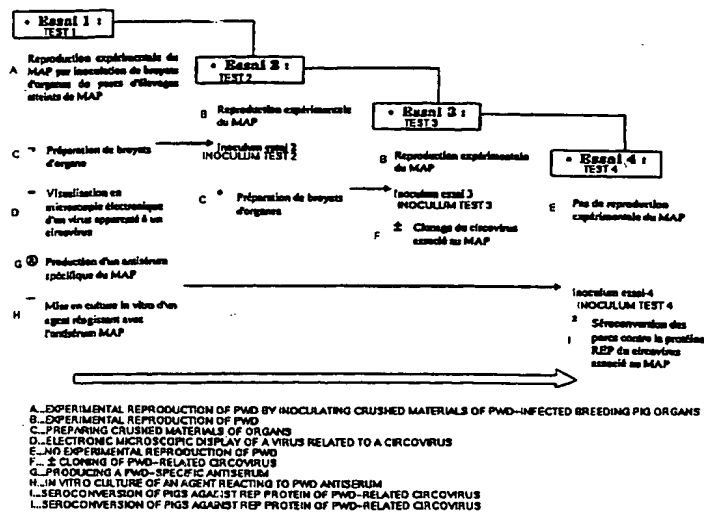 • Essai 1 :
TEST 1
A Reproduction expérimentale du
MAP par inoculation de broyats
d'organes de porcs d'élevages
atteints de MAP
C Préparation de broyats
d'organe
D Visualisation en
microscopie électronique
d'un virus apparenté à un
circovirus
G Production d'un antisérum
spécifique du MAP
H Mise en culture in vitro d'un
agent réagissant avec
l'antisérum MAP
• Essai 2 :
TEST 2
B Reproduction expérimentale
du MAP
Inoculum essai 2
INOCULUM TEST 2
C • Préparation de broyats
d'organes
• Essai 3 :
TEST 3
B Reproduction expérimentale
du MAP
Inoculum essai 3
INOCULUM TEST 3
F ± Clonage du circovirus
associé au MAP
• Essai 4 :
TEST 4
E Pas de reproduction
expérimentale du MAP
Inoculum essai-4
INOCULUM TEST 4
I Séroconversion des
porcs contre la protéine
REP du circovirus
associé au MAP
A...EXPERIMENTAL REPRODUCTION OF PWD BY INOCULATING CRUSHED MATERIALS OF PWD-INFECTED BREEDING PIG ORGANS
B...EXPERIMENTAL REPRODUCTION OF PWD
C...PREPARING CRUSHED MATERIALS OF ORGANS
D...ELECTRONIC MICROSCOPIC DISPLAY OF A VIRUS RELATED TO A CIRCOVIRUS
E...NO EXPERIMENTAL REPRODUCTION OF PWD
F... ± CLONING OF PWD-RELATED CIRCOVIRUS
G...PRODUCING A PWD-SPECIFIC ANTISERUM
H...IN VITRO CULTURE OF AN AGENT REACTING TO PWD ANTISERUM
I...SEROCONVERSION OF PIGS AGAINST REP PROTEIN OF PWD-RELATED CIRCOVIRUS
I...SEROCONVERSION OF PIGS AGAINST REP PROTEIN OF PWD-RELATED CIRCOVIRUS